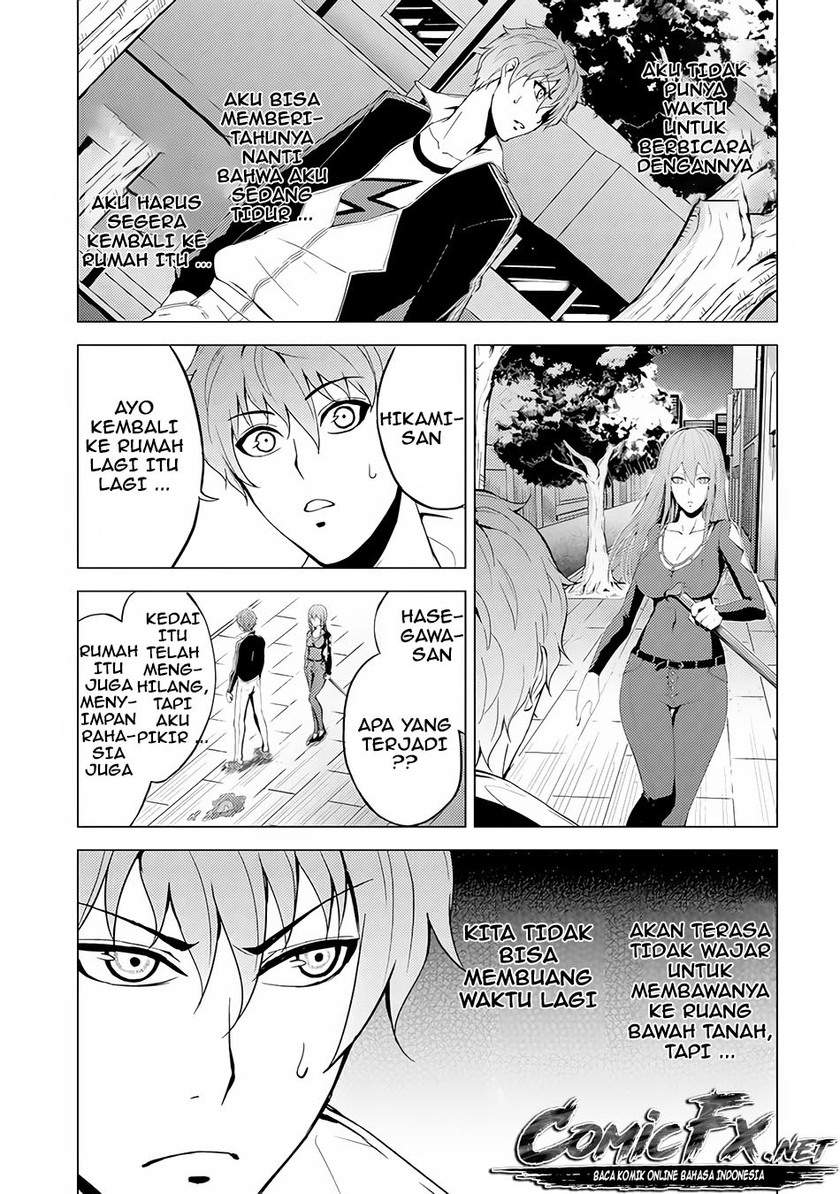 AKU TIDAK
PUNYA
WAKTU
UNTUK
BERBICARA
DENGANNYA
AKU BISA
MEMBERI-
TAHUNYA
NANTI
BAHWA AKU
SEDANG
TIDUR ...
AKU HARUS
SEGERA
KEMBALI KE
RUMAH ITU ...
HIKAMI-
SAN
AYO
KEMBALI
KE RUMAH
LAGI ITU
LAGI ...
HASE-
GAWA-
SAN
APA YANG
TERJADI
??
KEDAI
ITU
TELAH
MENG-
HILANG,
TAPI
AKU
PIKIR ...
RUMAH
ITU
JUGA
MENY-
IMPAN
RAHA-
SIA
JUGA
AKAN TERASA
TIDAK WAJAR
UNTUK
MEMBAWANYA
KE RUANG
BAWAH TANAH,
TAPI ...
KITA TIDAK
BISA
MEMBUANG
WAKTU LAGI
COMICFX.NET
BACA KOMIK ONLINE BAHASA INDONESIA